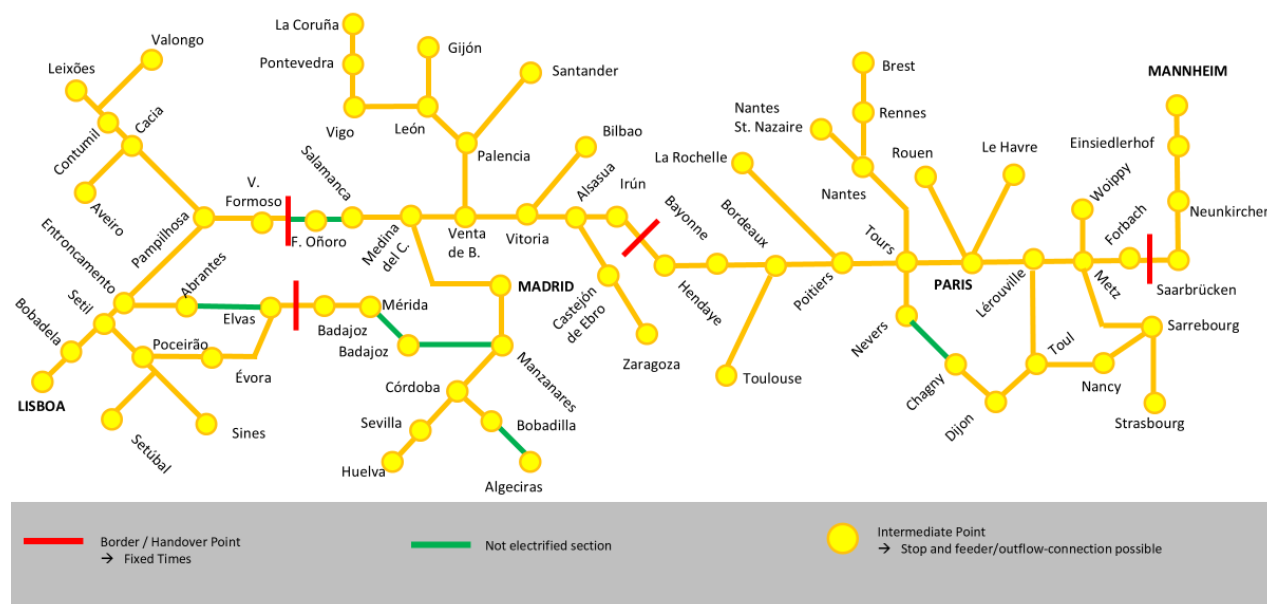 La Coruña
Valongo
Gijón
Leixões
Pontevedra
Santander
Brest
MANNHEIM
Nantes
St. Nazaire
Rennes
Einsiedlerhof
Vigo
León
Bilbao
Cacia
Contumil
Palencia
La Rochelle
Rouen
Le Havre
Woippy
Salamanca
Alsasua
Irún
Nantes
Aveiro
V.
Formoso
Bayonne
Bordeaux
Forbach
Neunkircher
Pampilhosa
F. Oñoro
Medina
del C.
Venta
de B.
Vitoria
Tours
Entroncamento
Abrantes
MADRID
Castejón
de Ebro
Hendaye
Poitiers
PARIS
Lérouville
Metz
Saarbrücken
Setil
Elvas
Mérida
Badajoz
Badajoz
Nevers
Sarrebourg
Bobadela
Poceirão
Évora
Manzanares
Zaragoza
Toulouse
Toul
Nancy
Chagny
Córdoba
LISBOA
Dijon
Strasbourg
Sevilla
Bobadilla
Setúbal
Sines
Huelva
Algeciras
Border / Handover Point
→ Fixed Times
Not electrified section
Intermediate Point
→ Stop and feeder/outflow-connection possible